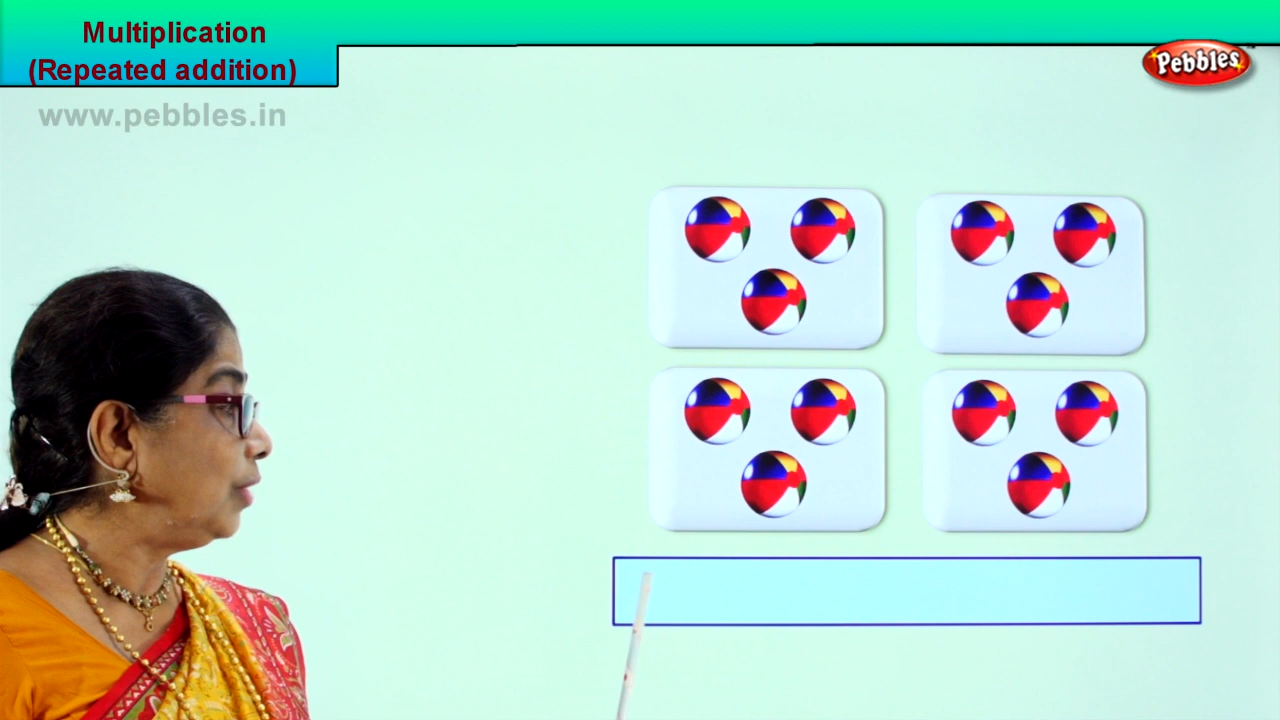 Multiplication
(Repeated addition)
Pebbles
www.pebbles.in